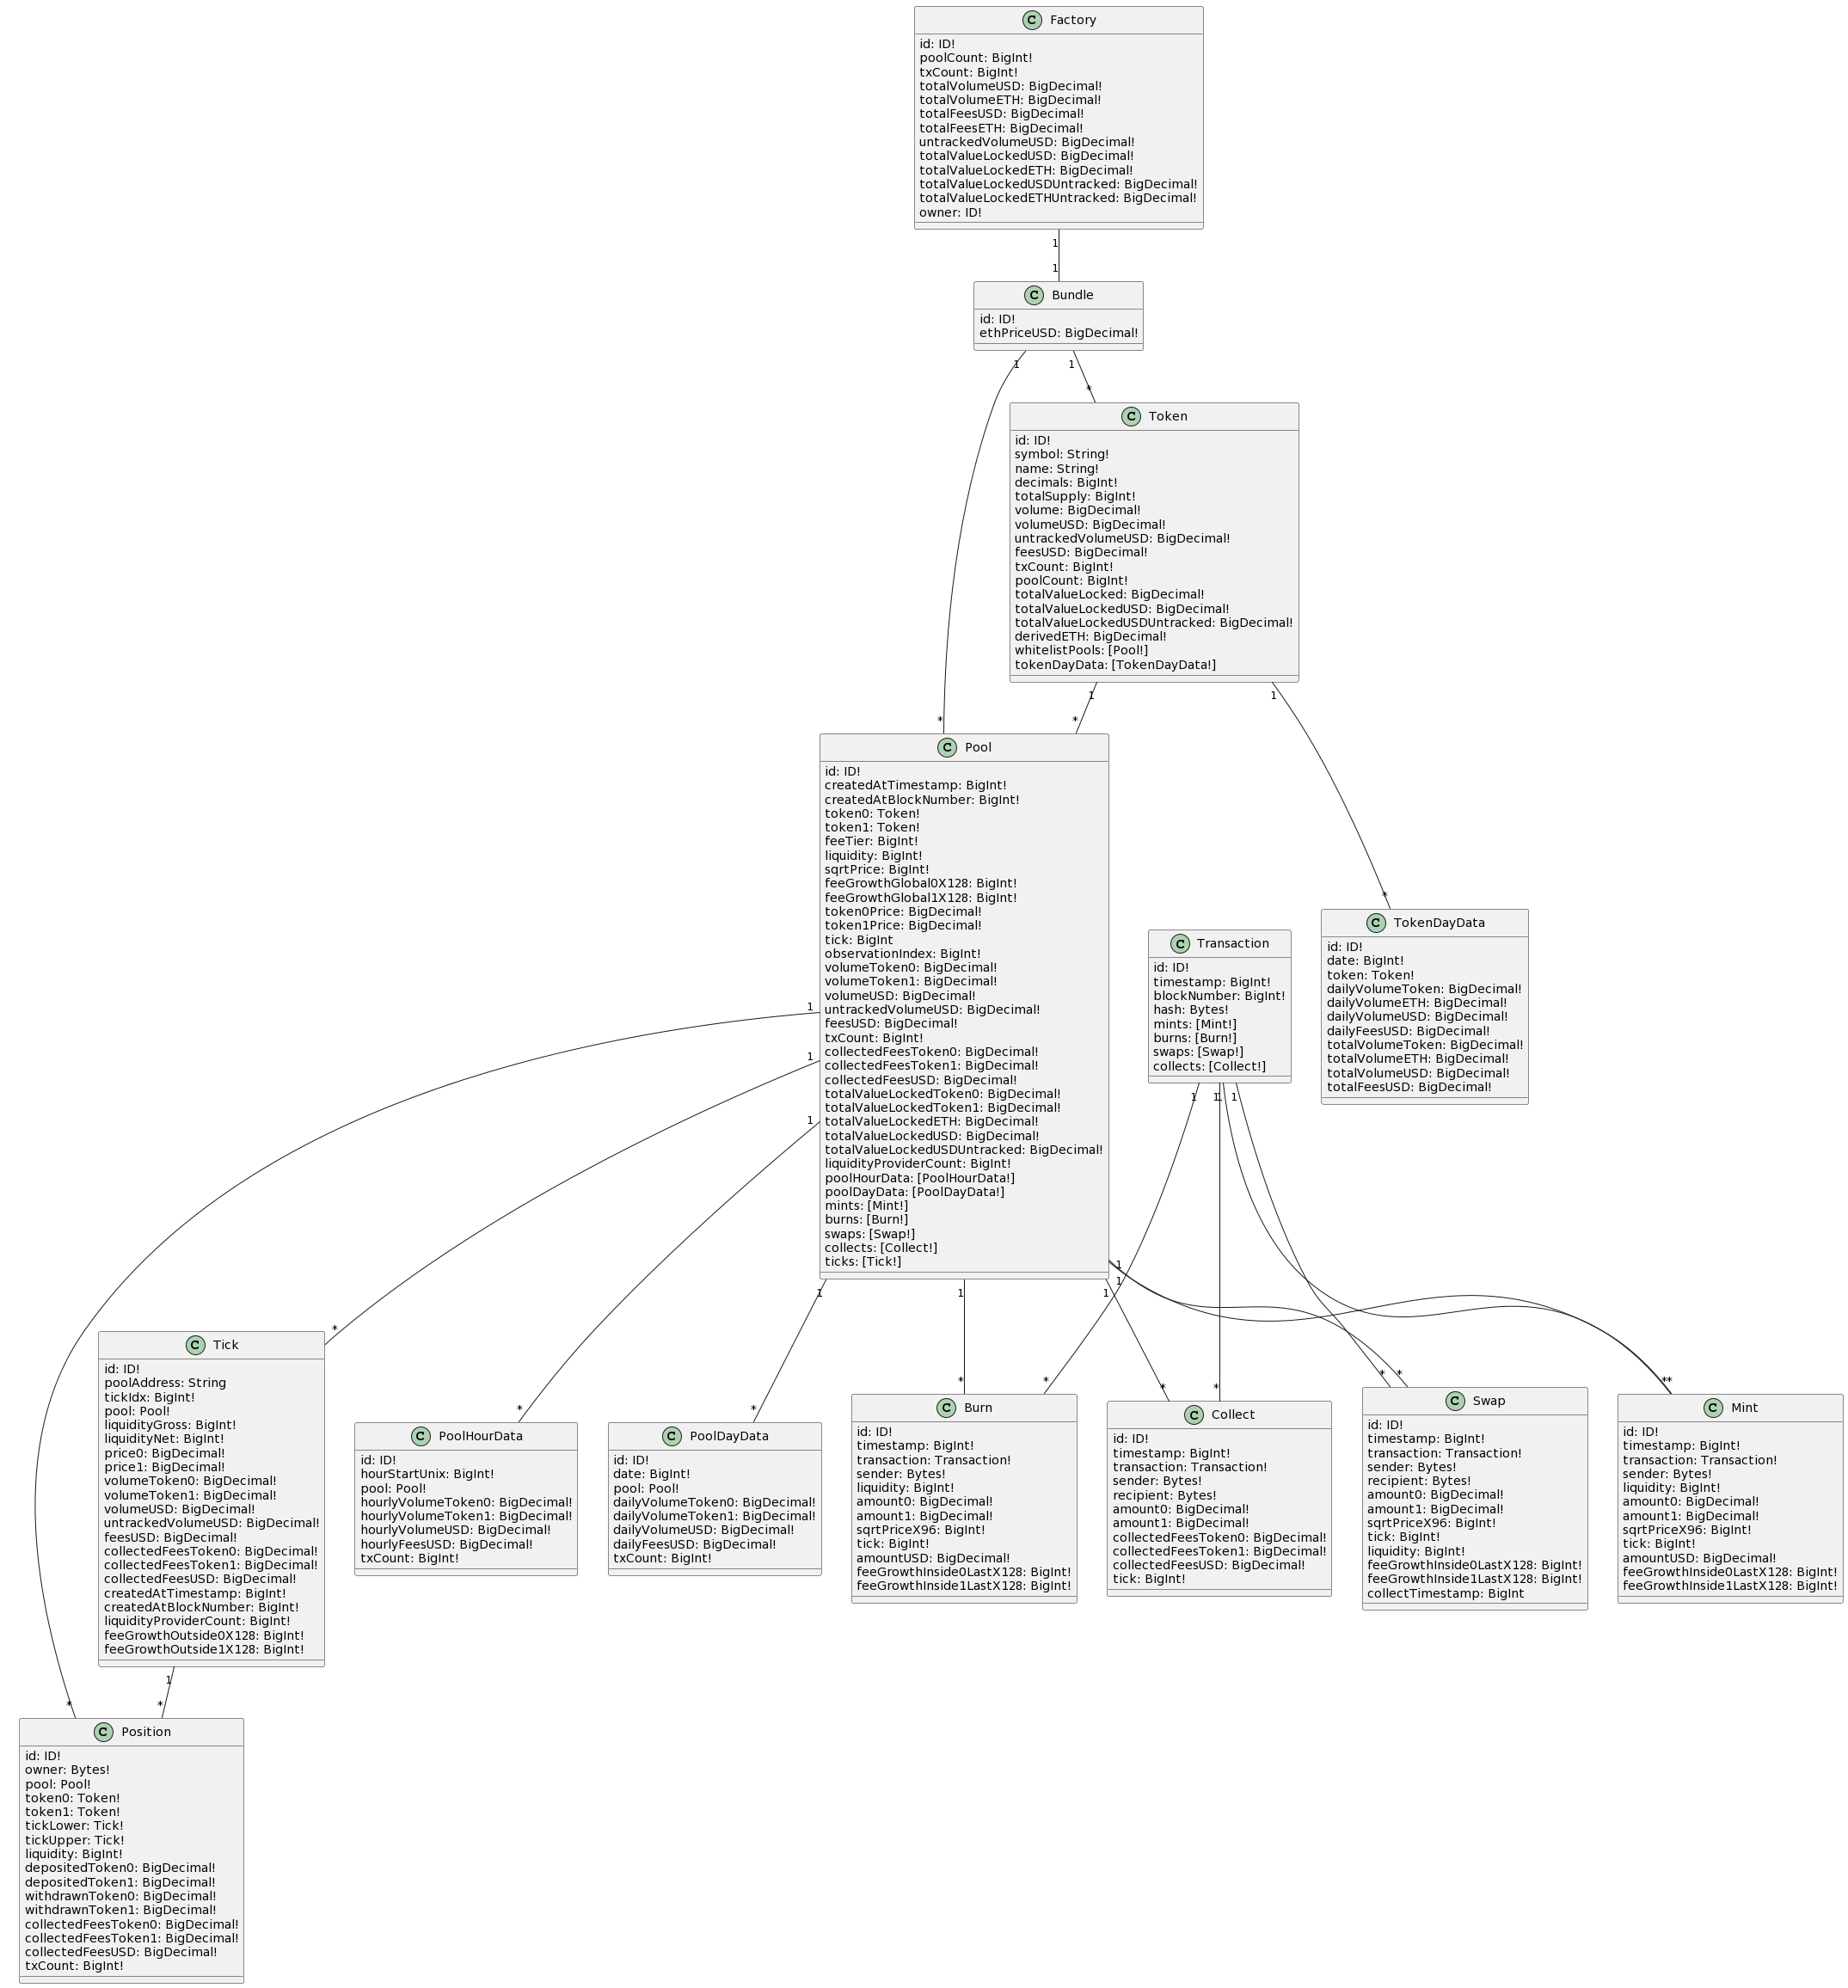 C Factory
id: ID!
poolCount: BigInt!
txCount: BigInt!
totalVolumeUSD: BigDecimal!
totalVolumeETH: BigDecimal!
totalFeesUSD: BigDecimal!
totalFeesETH: BigDecimal!
untrackedVolumeUSD: BigDecimal!
totalValueLockedUSD: BigDecimal!
totalValueLockedETH: BigDecimal!
totalValueLockedUSDUntracked: BigDecimal!
totalValueLockedETHUntracked: BigDecimal!
owner: ID!
1
1
C Bundle
id: ID!
ethPriceUSD: BigDecimal!
1 1
*
C Token
id: ID!
symbol: String!
name: String!
decimals: BigInt!
totalSupply: BigInt!
volume: BigDecimal!
volumeUSD: BigDecimal!
untrackedVolumeUSD: BigDecimal!
feesUSD: BigDecimal!
txCount: BigInt!
poolCount: BigInt!
totalValueLocked: BigDecimal!
totalValueLockedUSD: BigDecimal!
totalValueLockedUSDUntracked: BigDecimal!
derivedETH: BigDecimal!
whitelistPools: [Pool!]
tokenDayData: [TokenDayData!]
1 1
* *
C Pool
id: ID!
createdAtTimestamp: BigInt!
createdAtBlockNumber: BigInt!
token0: Token!
token1: Token!
feeTier: BigInt!
liquidity: BigInt!
sqrtPrice: BigInt!
feeGrowthGlobal0X128: BigInt!
feeGrowthGlobal1X128: BigInt!
token0Price: BigDecimal!
token1Price: BigDecimal!
tick: BigInt
observationIndex: BigInt!
volumeToken0: BigDecimal!
volumeToken1: BigDecimal!
volumeUSD: BigDecimal!
untrackedVolumeUSD: BigDecimal!
feesUSD: BigDecimal!
txCount: BigInt!
collectedFeesToken0: BigDecimal!
collectedFeesToken1: BigDecimal!
collectedFeesUSD: BigDecimal!
totalValueLockedToken0: BigDecimal!
totalValueLockedToken1: BigDecimal!
totalValueLockedETH: BigDecimal!
totalValueLockedUSD: BigDecimal!
totalValueLockedUSDUntracked: BigDecimal!
liquidityProviderCount: BigInt!
poolHourData: [PoolHourData!]
poolDayData: [PoolDayData!]
mints: [Mint!]
burns: [Burn!]
swaps: [Swap!]
collects: [Collect!]
ticks: [Tick!]
1
1
1
1
1
1 1 1
*
C TokenDayData
id: ID!
date: BigInt!
token: Token!
dailyVolumeToken: BigDecimal!
dailyVolumeETH: BigDecimal!
dailyVolumeUSD: BigDecimal!
dailyFeesUSD: BigDecimal!
totalVolumeToken: BigDecimal!
totalVolumeETH: BigDecimal!
totalVolumeUSD: BigDecimal!
totalFeesUSD: BigDecimal!
C Transaction
id: ID!
timestamp: BigInt!
blockNumber: BigInt!
hash: Bytes!
mints: [Mint!]
burns: [Burn!]
swaps: [Swap!]
collects: [Collect!]
1 1 1 1
*
C Tick
id: ID!
poolAddress: String
tickIdx: BigInt!
pool: Pool!
liquidityGross: BigInt!
liquidityNet: BigInt!
price0: BigDecimal!
price1: BigDecimal!
volumeToken0: BigDecimal!
volumeToken1: BigDecimal!
volumeUSD: BigDecimal!
untrackedVolumeUSD: BigDecimal!
feesUSD: BigDecimal!
collectedFeesToken0: BigDecimal!
collectedFeesToken1: BigDecimal!
collectedFeesUSD: BigDecimal!
createdAtTimestamp: BigInt!
createdAtBlockNumber: BigInt!
liquidityProviderCount: BigInt!
feeGrowthOutside0X128: BigInt!
feeGrowthOutside1X128: BigInt!
*
C PoolHourData
id: ID!
hourStartUnix: BigInt!
pool: Pool!
hourlyVolumeToken0: BigDecimal!
hourlyVolumeToken1: BigDecimal!
hourlyVolumeUSD: BigDecimal!
hourlyFeesUSD: BigDecimal!
txCount: BigInt!
*
C PoolDayData
id: ID!
date: BigInt!
pool: Pool!
dailyVolumeToken0: BigDecimal!
dailyVolumeToken1: BigDecimal!
dailyVolumeUSD: BigDecimal!
dailyFeesUSD: BigDecimal!
txCount: BigInt!
* *
C Burn
id: ID!
timestamp: BigInt!
transaction: Transaction!
sender: Bytes!
liquidity: BigInt!
amount0: BigDecimal!
amount1: BigDecimal!
sqrtPriceX96: BigInt!
tick: BigInt!
amountUSD: BigDecimal!
feeGrowthInside0LastX128: BigInt!
feeGrowthInside1LastX128: BigInt!
* *
C Collect
id: ID!
timestamp: BigInt!
transaction: Transaction!
sender: Bytes!
recipient: Bytes!
amount0: BigDecimal!
amount1: BigDecimal!
collectedFeesToken0: BigDecimal!
collectedFeesToken1: BigDecimal!
collectedFeesUSD: BigDecimal!
tick: BigInt!
* *
C Swap
id: ID!
timestamp: BigInt!
transaction: Transaction!
sender: Bytes!
recipient: Bytes!
amount0: BigDecimal!
amount1: BigDecimal!
sqrtPriceX96: BigInt!
tick: BigInt!
liquidity: BigInt!
feeGrowthInside0LastX128: BigInt!
feeGrowthInside1LastX128: BigInt!
collectTimestamp: BigInt
**
C Mint
id: ID!
timestamp: BigInt!
transaction: Transaction!
sender: Bytes!
liquidity: BigInt!
amount0: BigDecimal!
amount1: BigDecimal!
sqrtPriceX96: BigInt!
tick: BigInt!
amountUSD: BigDecimal!
feeGrowthInside0LastX128: BigInt!
feeGrowthInside1LastX128: BigInt!
1
* *
C Position
id: ID!
owner: Bytes!
pool: Pool!
token0: Token!
token1: Token!
tickLower: Tick!
tickUpper: Tick!
liquidity: BigInt!
depositedToken0: BigDecimal!
depositedToken1: BigDecimal!
withdrawnToken0: BigDecimal!
withdrawnToken1: BigDecimal!
collectedFeesToken0: BigDecimal!
collectedFeesToken1: BigDecimal!
collectedFeesUSD: BigDecimal!
txCount: BigInt!